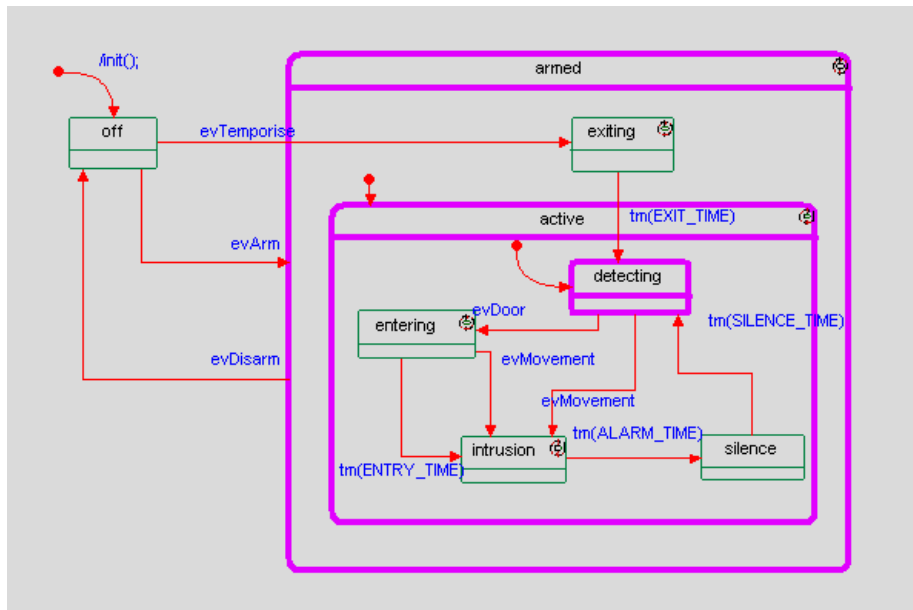 /init();
armed
off
evTemporise
exiting
active
tm(EXIT_TIME)
evArm
detecting
evDoor
entering
tm(SILENCE_TIME)
evDisarm
evMovement
evMovement
tm(ALARM_TIME)
intrusion
silence
tm(ENTRY_TIME)